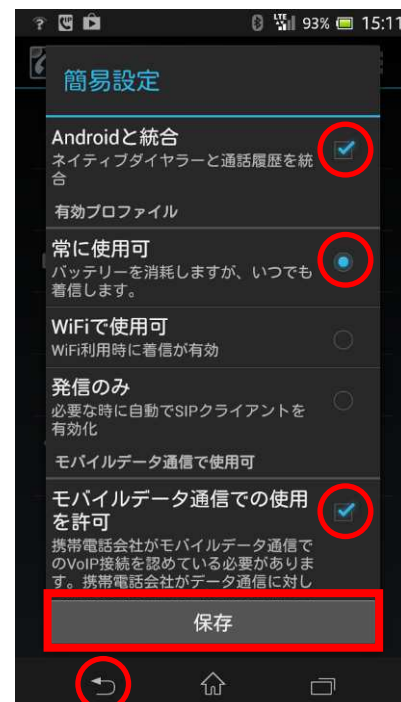 93% 15:11
簡易設定
Androidと統合
ネイティブダイヤラーと通話履歴を統
合
有効プロファイル
常に使用可
バッテリーを消耗しますが、いつでも
着信します。
WiFiで使用可
WiFi利用時に着信が有効
発信のみ
必要な時に自動でSIPクライアントを
有効化
モバイルデータ通信で使用可
モバイルデータ通信での使用
を許可
携帯電話会社がモバイルデータ通信で
のVoIP接続を認めている必要がありま
す。携帯電話会社がデータ通信に対し
保存